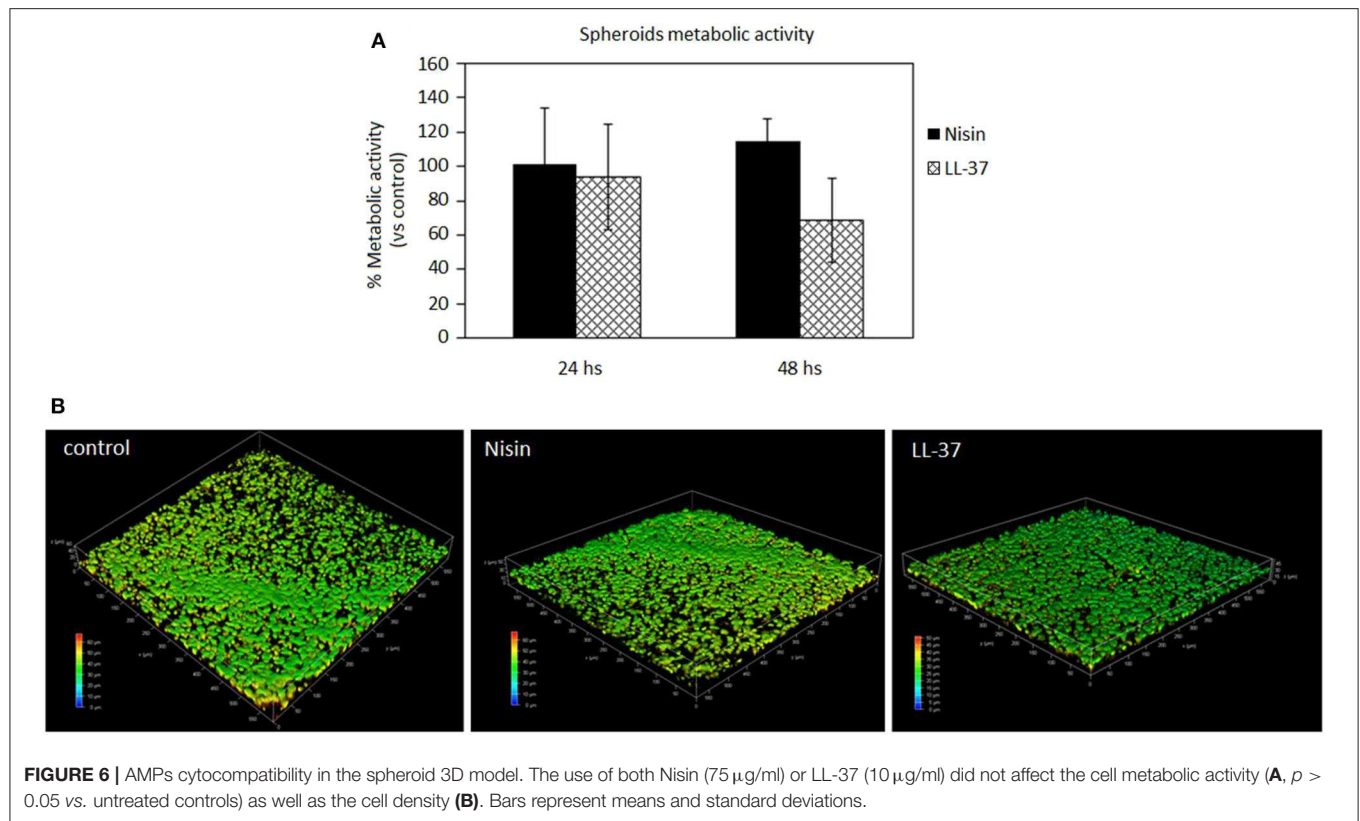 A
Spheroids metabolic activity
160
140
120
100
80
60
40
20
0
% Metabolic activity
(vs control)
24 hs
48 hs
Nisin
LL-37
B
control
Nisin
LL-37
FIGURE 6 | AMPs cytocompatibility in the spheroid 3D model. The use of both Nisin (75 μg/ml) or LL-37 (10 μg/ml) did not affect the cell metabolic activity (A, p >
0.05 vs. untreated controls) as well as the cell density (B). Bars represent means and standard deviations.